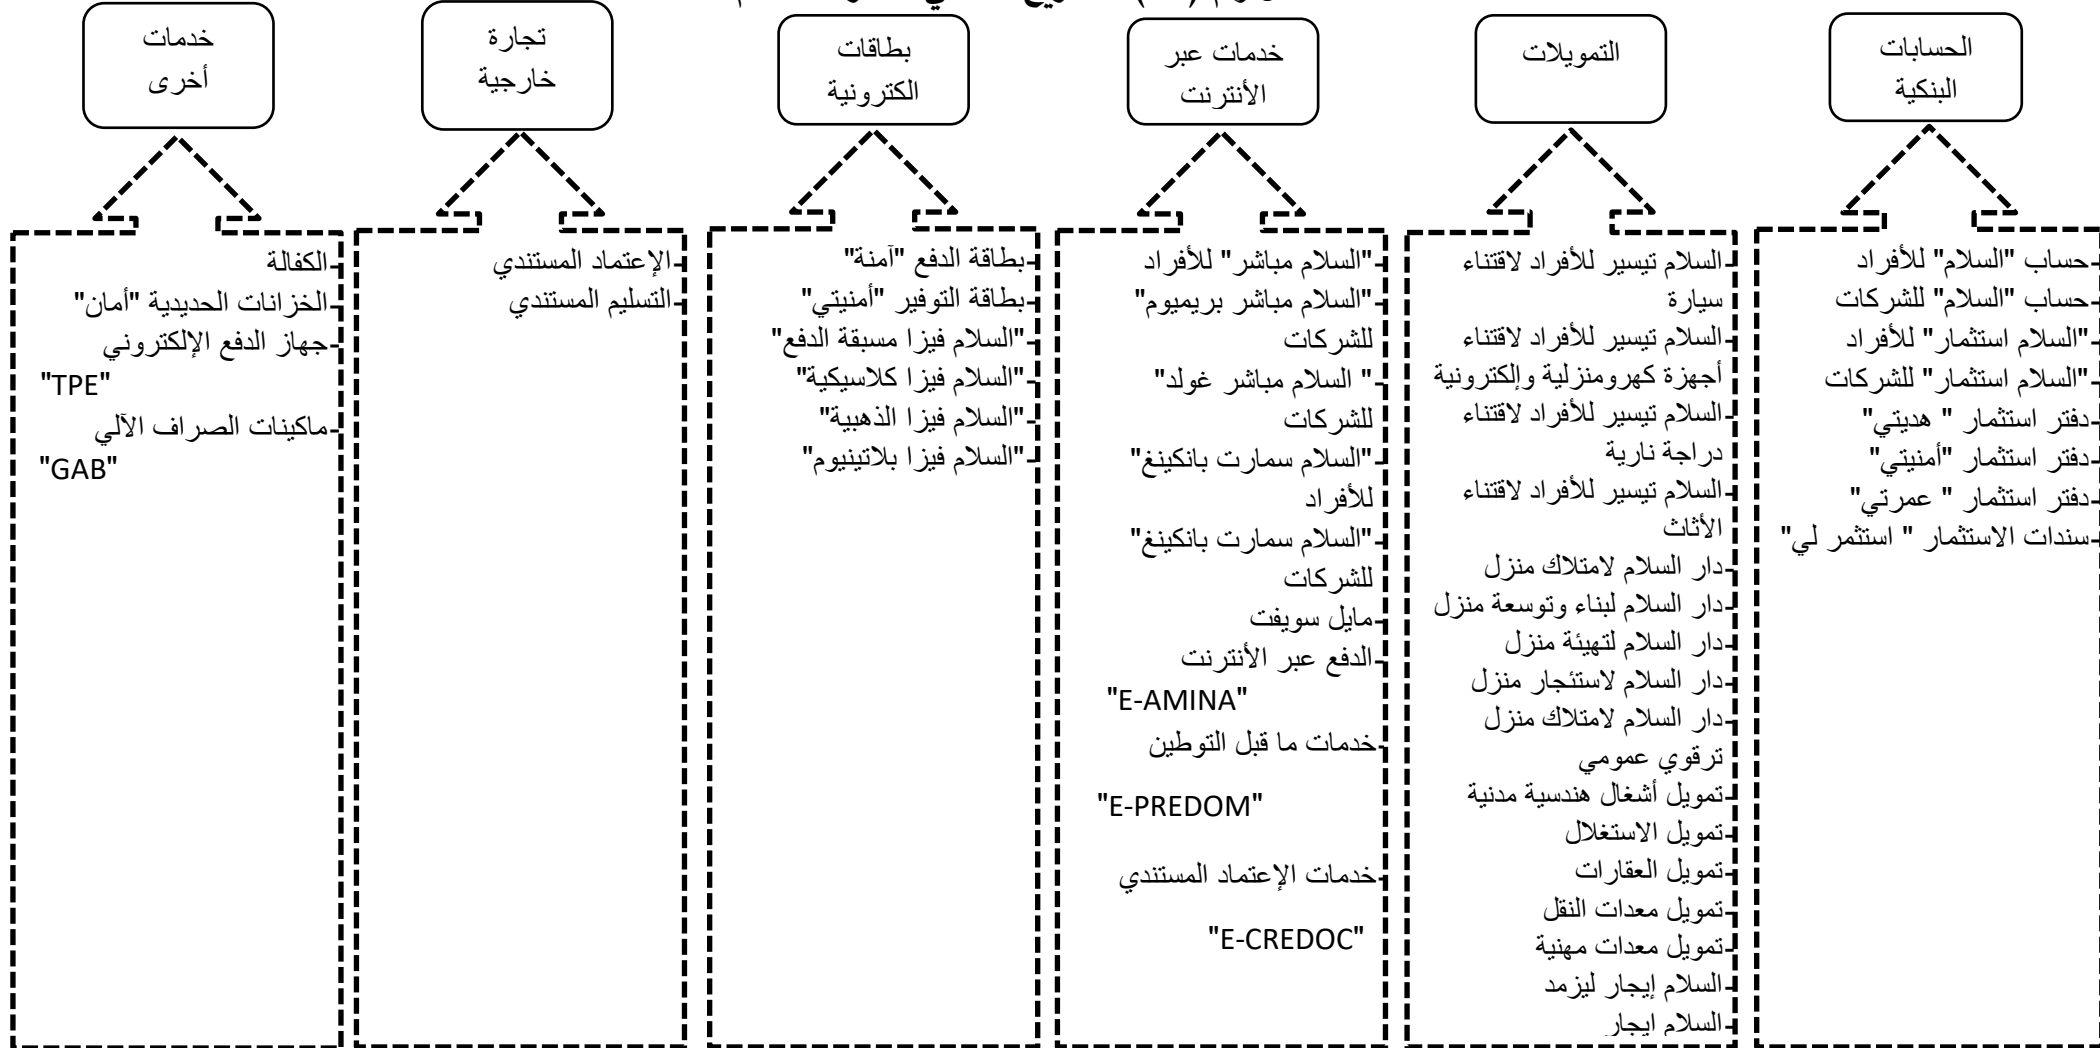 الحسابات
البنكية
-حساب "السلام" للأفراد
-حساب "السلام" للشركات
-"السلام استثمار" للأفراد
-"السلام استثمار" للشركات
-دفتر استثمار " هديتي"
-دفتر استثمار "أمنيتي"
-دفتر استثمار " عمرتي"
-سندات الاستثمار " استثمر لي"
التمويلات
-السلام تيسير للأفراد لاقتناء
سيارة
-السلام تيسير للأفراد لاقتناء
أجهزة كهرومنزلية وإلكترونية
-السلام تيسير للأفراد لاقتناء
دراجة نارية
-السلام تيسير للأفراد لاقتناء
الأثاث
-دار السلام لامتلاك منزل
-دار السلام لبناء وتوسعة منزل
-دار السلام لتهيئة منزل
-دار السلام لاستئجار منزل
-دار السلام لامتلاك منزل
ترقوي عمومي
-تمويل أشغال هندسية مدنية
-تمويل الاستغلال
-تمويل العقارات
-تمويل معدات النقل
-تمويل معدات مهنية
-السلام إيجار ليزمد
-السلام ايجار
خدمات عبر
الأنترنت
-"السلام مباشر" للأفراد
-"السلام مباشر بريميوم"
للشركات
-" السلام مباشر غولد"
للشركات
-"السلام سمارت بانكينغ"
للأفراد
-"السلام سمارت بانكينغ"
للشركات
-مايل سويفت
-الدفع عبر الأنترنت
"E-AMINA"
-خدمات ما قبل التوطين
"E-PREDOM"
-خدمات الإعتماد المستندي
"E-CREDOC"
بطاقات
الكترونية
-بطاقة الدفع "آمنة"
-بطاقة التوفير "أمنيتي"
-"السلام فيزا مسبقة الدفع"
-"السلام فيزا كلاسيكية"
-"السلام فيزا الذهبية"
-"السلام فيزا بلاتينيوم"
تجارة
خارجية
-الإعتماد المستندي
-التسليم المستندي
خدمات
أخرى
-الكفالة
-الخزانات الحديدية "أمان"
-جهاز الدفع الإلكتروني
"TPE"
-ماكينات الصراف الآلي
"GAB"